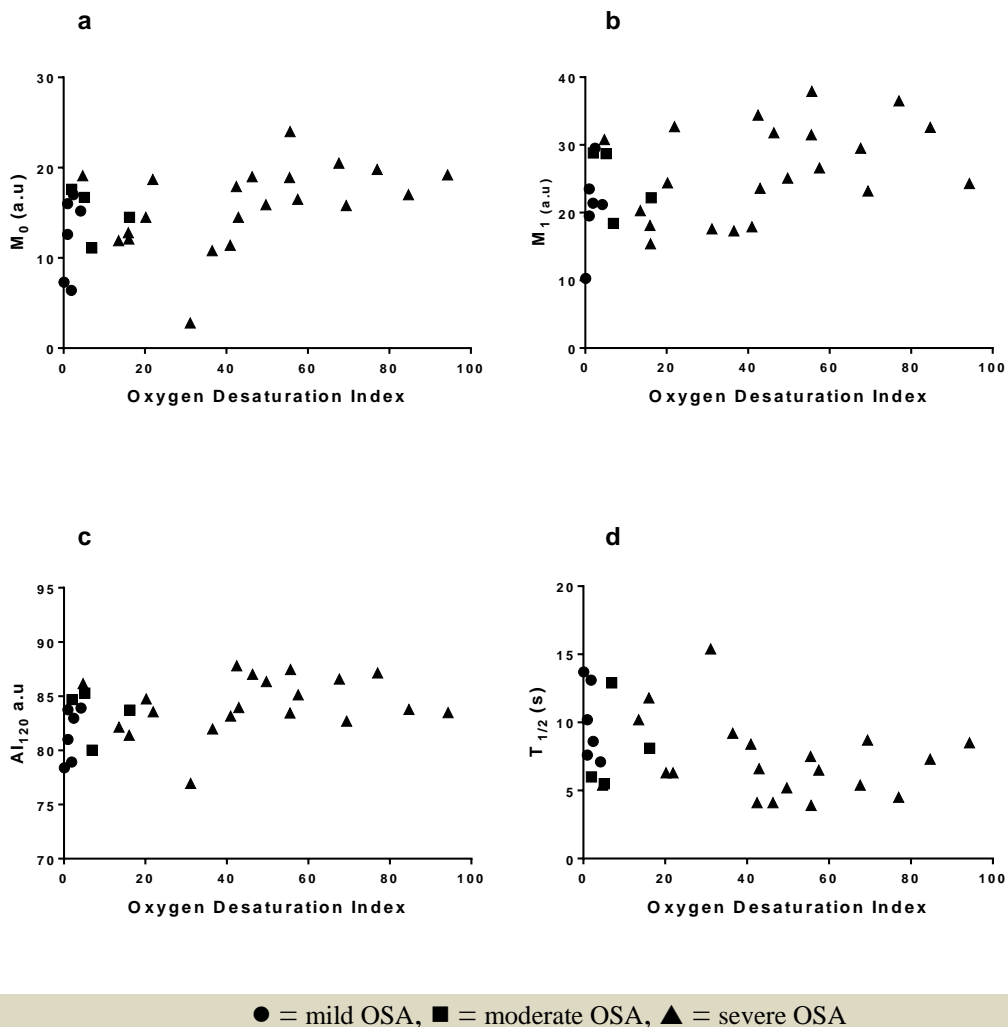 a
30
20
10
0
M0 (a.u)
0 20 40 60 80 100
Oxygen Desaturation Index
b
40
30
20
10
0
M1 (a.u)
0 20 40 60 80 100
Oxygen Desaturation Index
c
95
90
85
80
75
70
AI120 a.u
0 20 40 60 80 100
Oxygen Desaturation Index
d
20
15
10
5
0
T1/2 (s)
0 20 40 60 80 100
Oxygen Desaturation Index
● = mild OSA, ■ = moderate OSA, ▲ = severe OSA